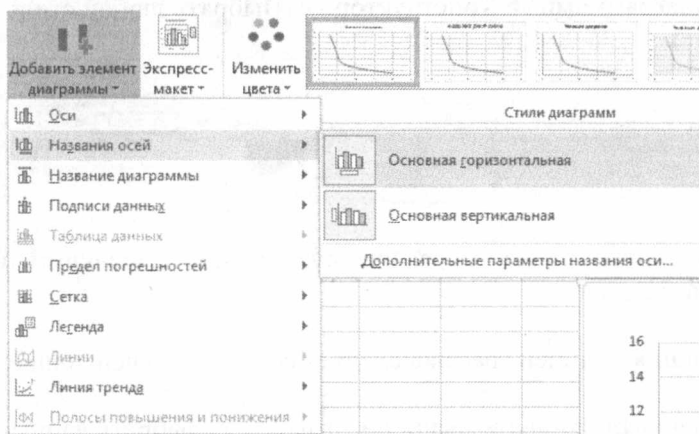 Добавить элемент диаграммы
Экспресс-макет
Изменить цвета
Стили диаграмм
Оси
Названия осей
Название диаграммы
Подписи данных
Таблица данных
Предел погрешностей
Сетка
Легенда
Линии
Линия тренда
Полосы повышения и понижения
Основная горизонтальная
Основная вертикальная
Дополнительные параметры названия оси...
16
14
12